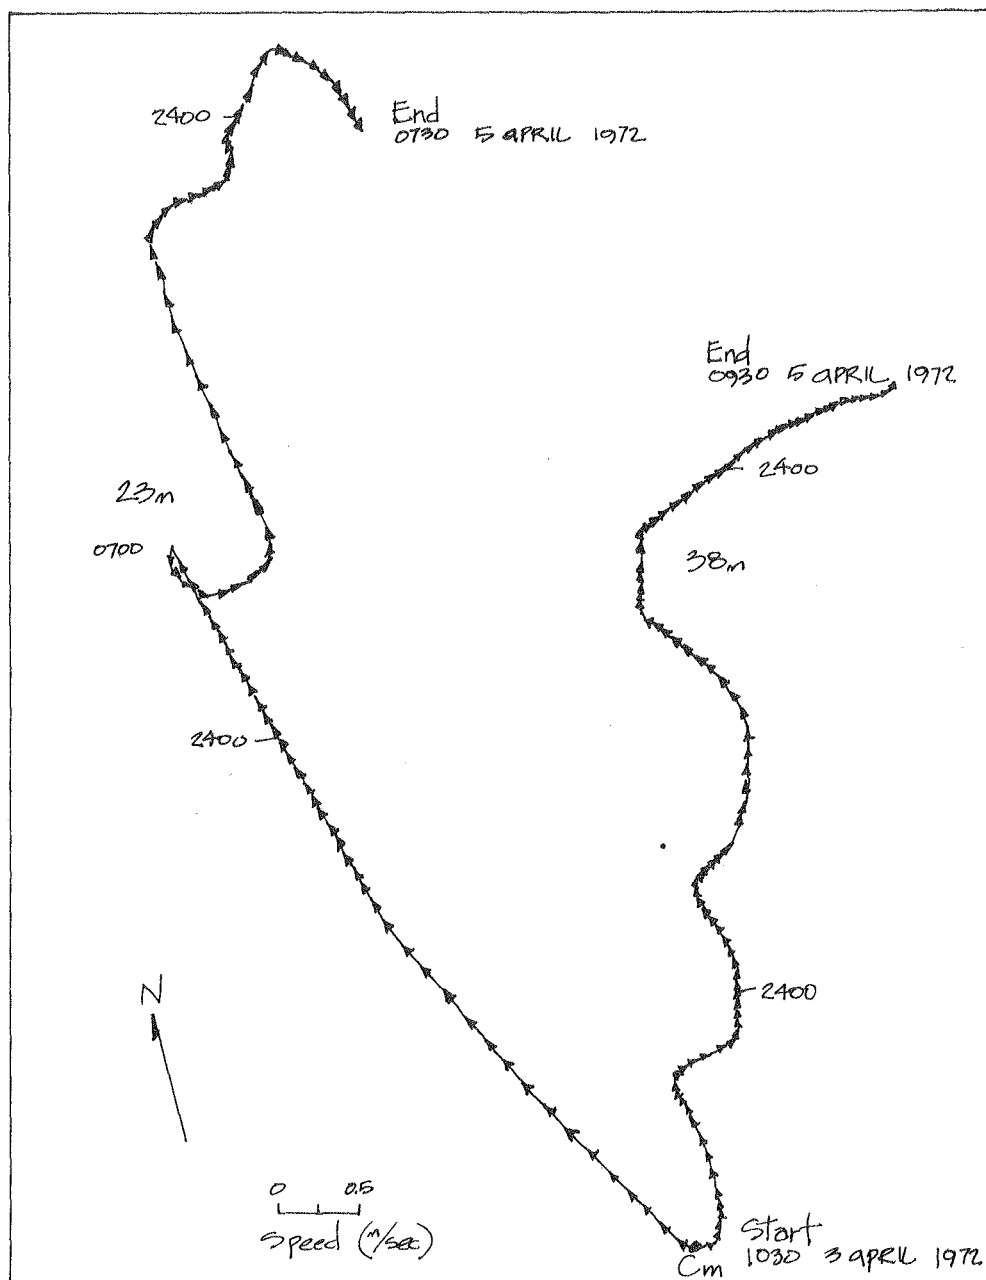 2400
End
0730 5 APRIL 1972
End
0930 5 APRIL 1972
2400
23m
0700
38m
2400
2400
N
0 0.5
Speed (m/sec)
Start
1030 3 APRIL 1972
Cm